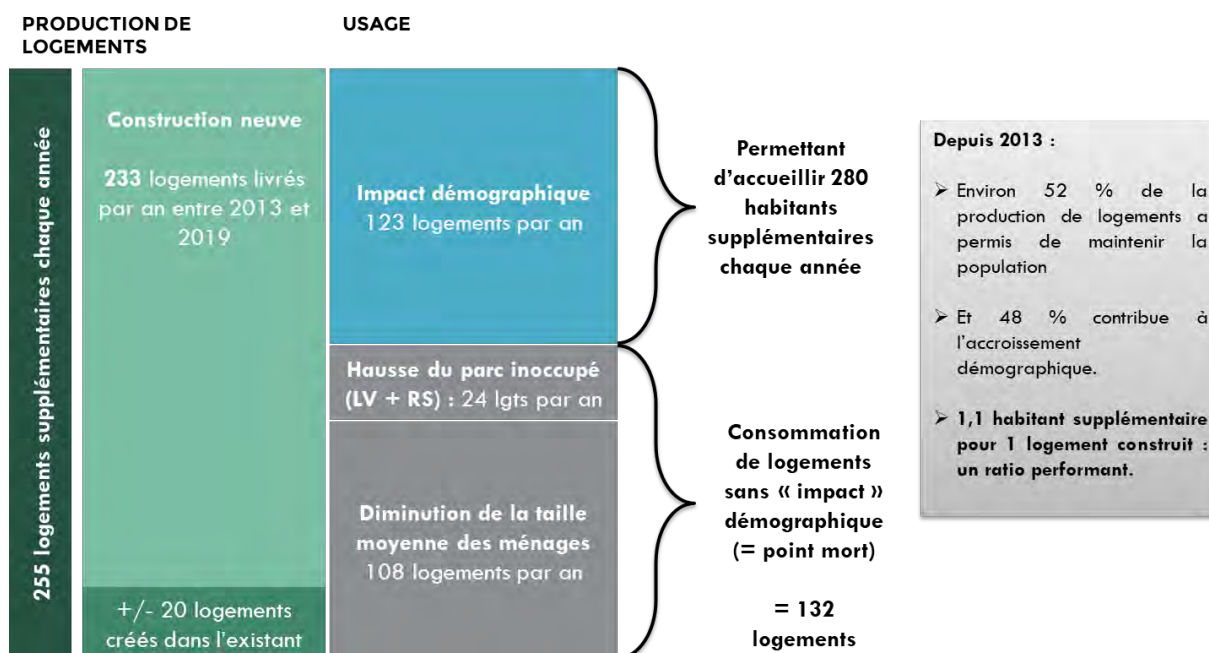 PRODUCTION DE
LOGEMENTS
USAGE
255 logements supplémentaires chaque année
Construction neuve
233 logements livrés
par an entre 2013 et
2019
+/- 20 logements
créés dans l'existant
Impact démographique
123 logements par an
Hausse du parc inoccupé
(LV + RS) : 24 lgts par an
Diminution de la taille
moyenne des ménages
108 logements par an
Permettant
d'accueillir 280
habitants
supplémentaires
chaque année
Consommation
de logements
sans « impact »
démographique
(= point mort)
= 132
logements
Depuis 2013 :
➢ Environ 52 % de la
production de logements a
permis de maintenir la
population
➢ Et 48 % contribue à
l'accroissement
démographique.
➢ 1,1 habitant supplémentaire
pour 1 logement construit :
un ratio performant.